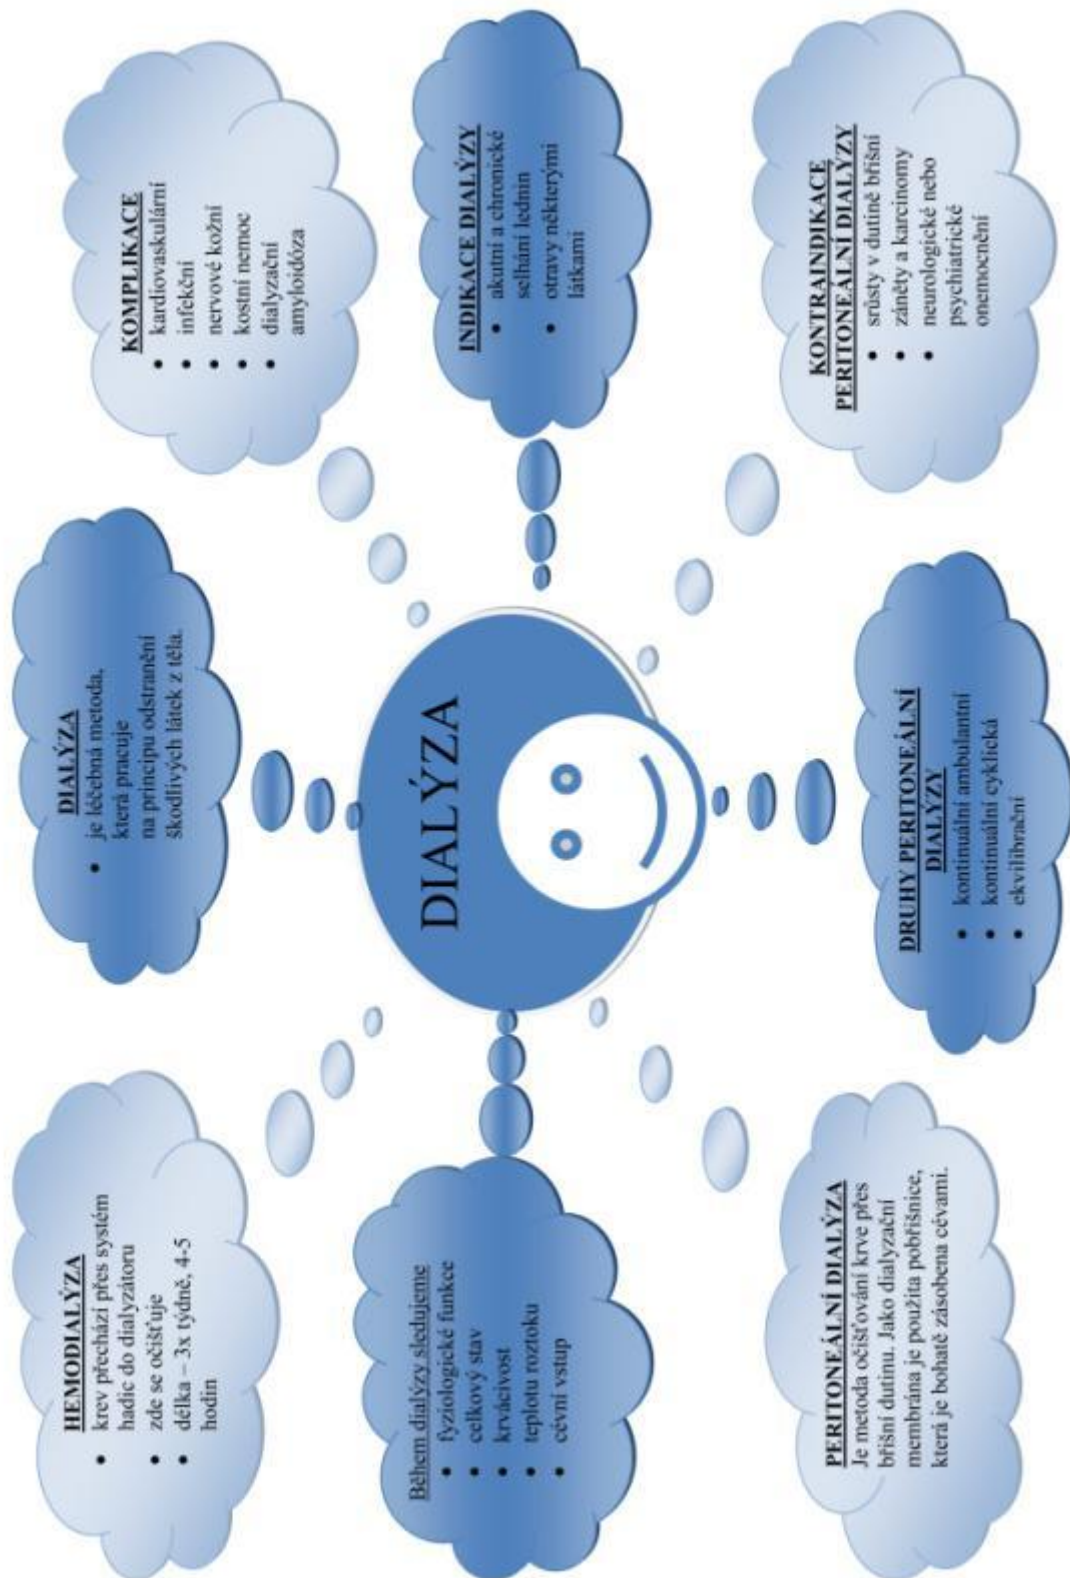 HEMODIALÝZA
• krev přechází přes systém
hadic do dialyzátoru
• zde se očišťuje
• délka – 3x týdně, 4-5
hodin
DIALÝZA
• je léčebná metoda,
která pracuje
na principu odstranění
škodlivých látek z těla.
KOMPLIKACE
• kardiovaskulární
• infekční
• nervové kožní
• kostní nemoc
• dialyzační
amyloidóza
Během dialýzy sledujeme
• fyziologické funkce
• celkový stav
• krvácivost
• teplotu roztoku
• cévní vstup
DIALÝZA
INDIKACE DIALÝZY
• akutní a chronické
selhání lednin
• otravy některými
látkami
PERITONEÁLNÍ DIALÝZA
Je metoda očišťování krve přes
břišní dutinu. Jako dialyzační
membrána je použita pobřišnice,
která je bohatě zásobena cévami.
DRUHY PERITONEÁLNÍ
DIALÝZY
• kontinuální ambulantní
• kontinuální cyklická
• ekvilibrační
KONTRAINDIKACE
PERITONEÁLNÍ DIALÝZY
• srůsty v dutině břišní
• záněty a karcinomy
• neurologické nebo
psychiatrické
onemocnění